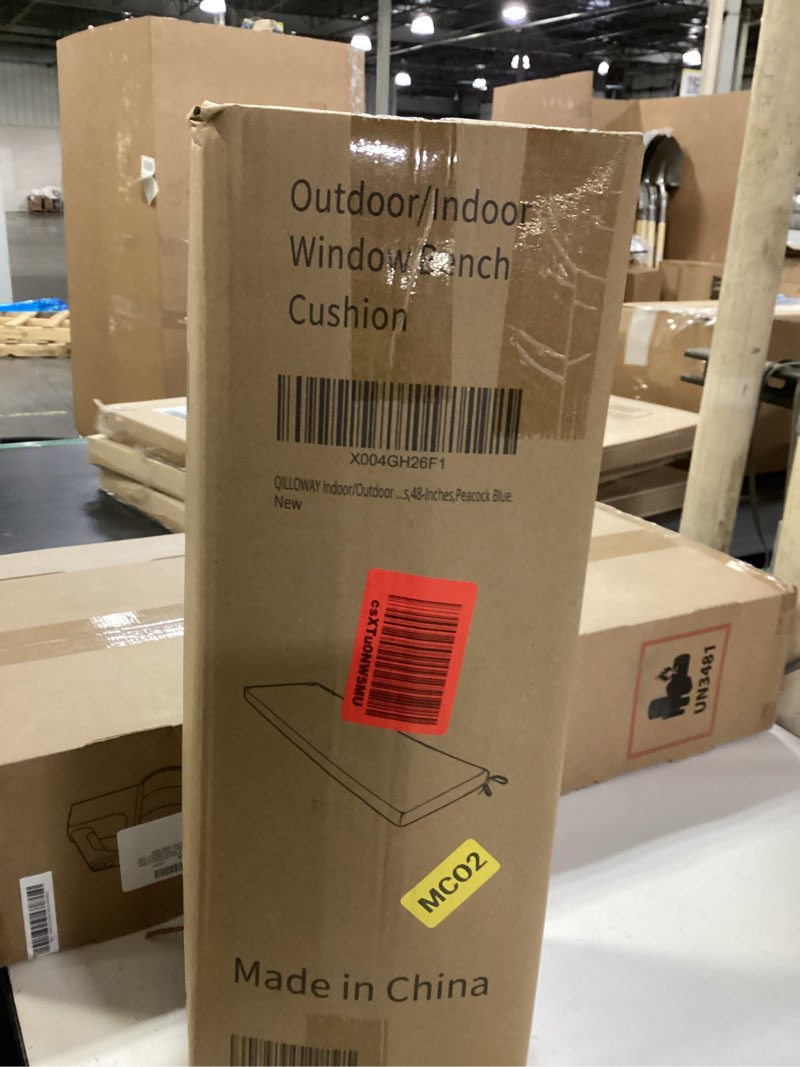 Outdoor/Indoor
Window Bench
Cushion
X004GH26F1
QILLOWAY Indoor/Outdoor ...s,48-Inches,Peacock Blue.
New
csXTu0NW5MU
UN3481
MCO2
Made in China